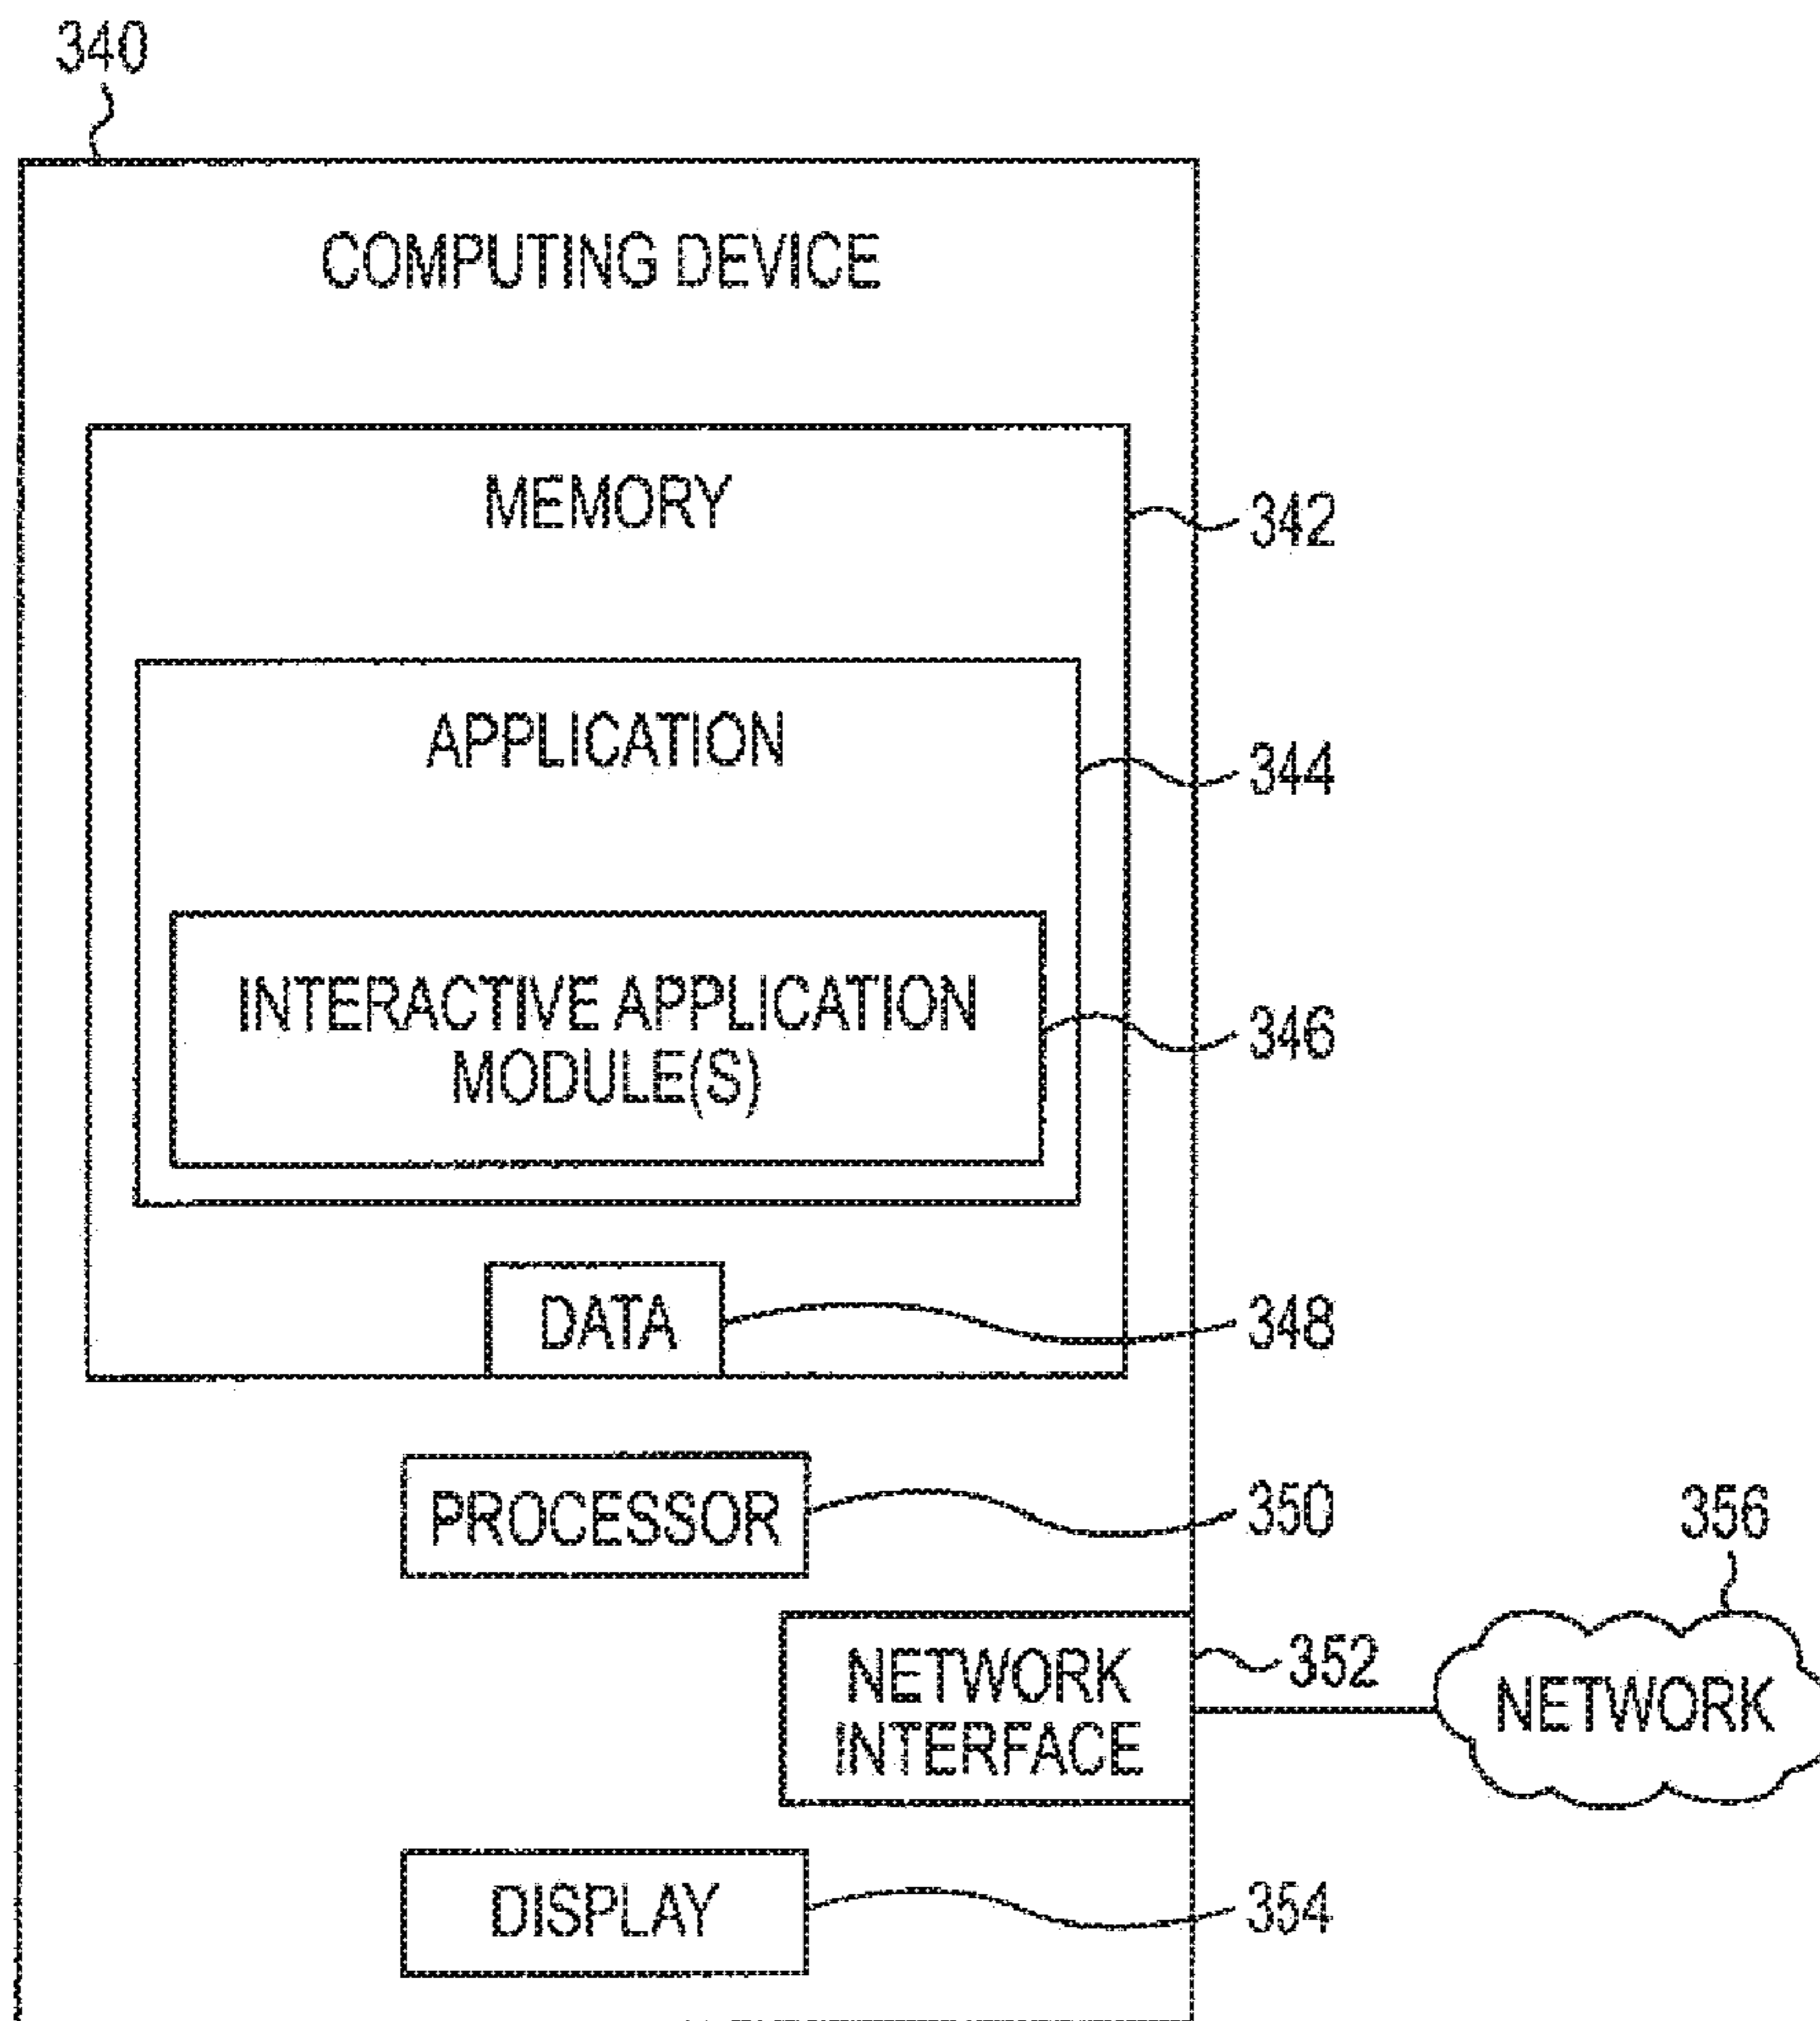 340
COMPUTING DEVICE
MEMORY
342
APPLICATION
344
INTERACTIVE APPLICATION
MODULE(S)
346
DATA
348
PROCESSOR
350
356
NETWORK
INTERFACE
352
NETWORK
DISPLAY
354